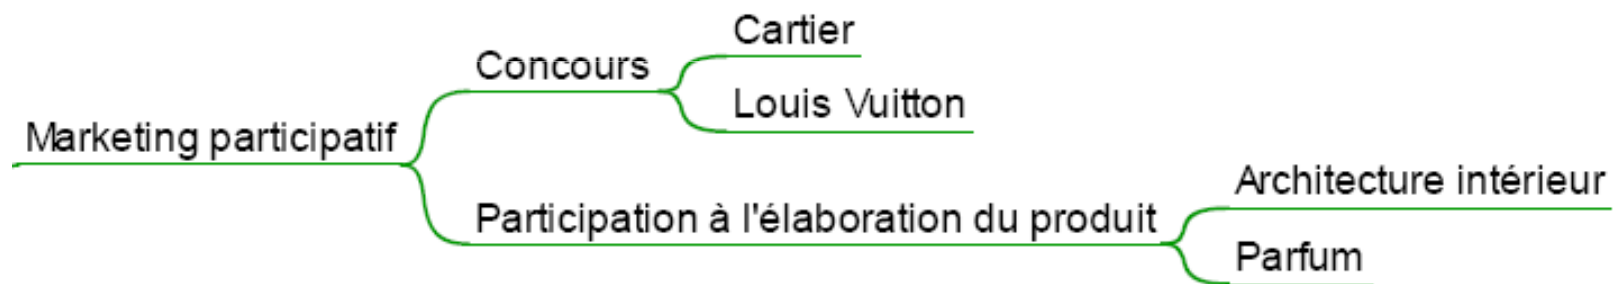 Marketing participatif
Concours
Cartier
Louis Vuitton
Participation à l'élaboration du produit
Architecture intérieur
Parfum